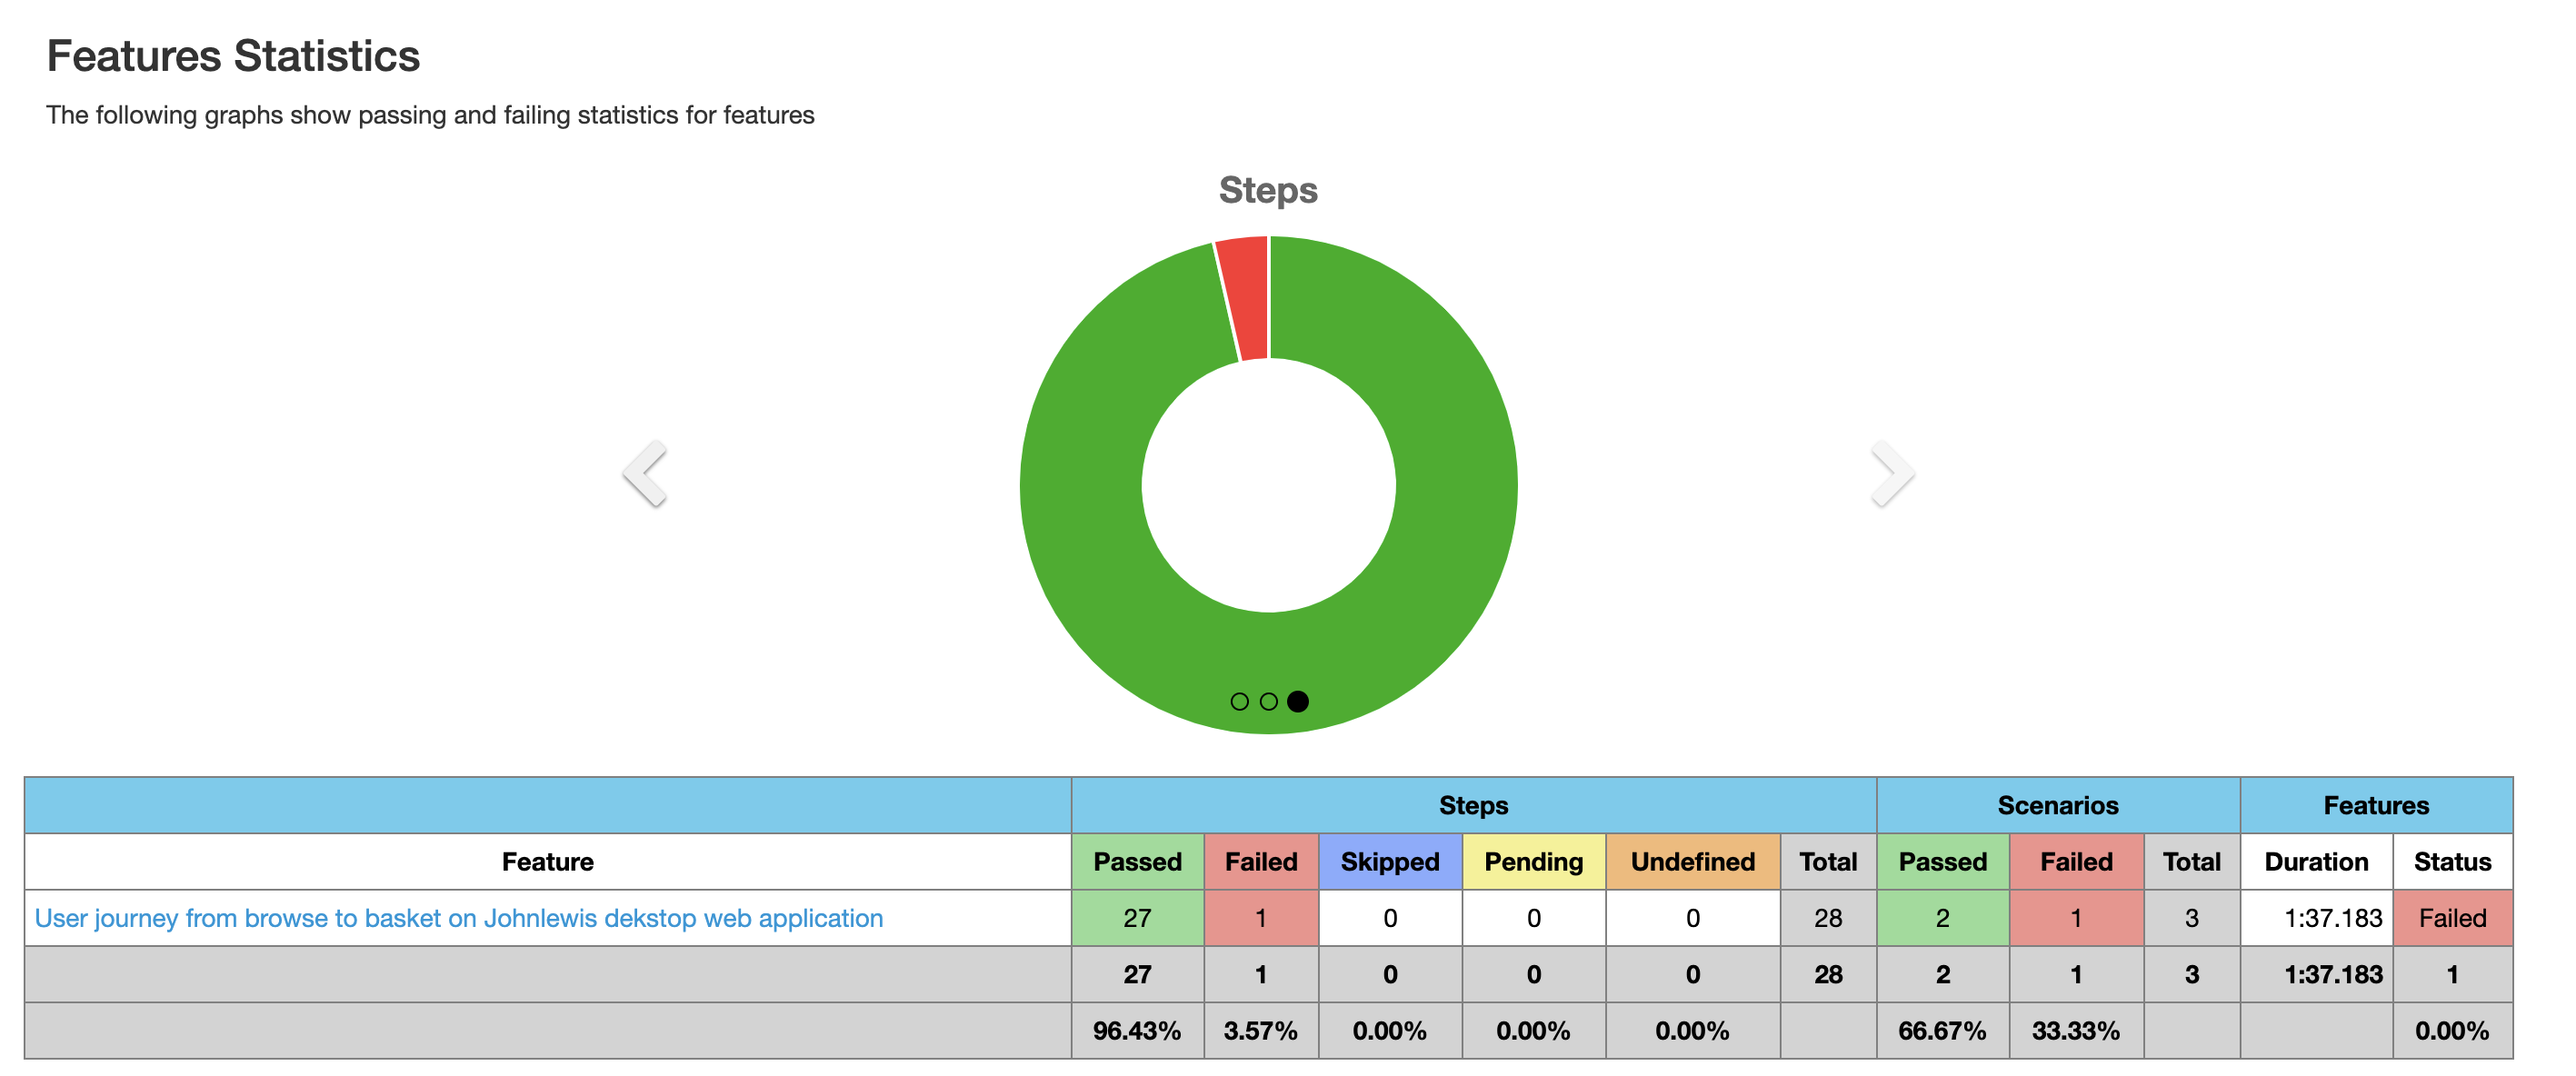 Features Statistics
The following graphs show passing and failing statistics for features
Steps
Steps Scenarios Features
Feature Passed Failed Skipped Pending Undefined Total Passed Failed Total Duration Status
User journey from browse to basket on Johnlewis dekstop web application 27 1 0 0 0 28 2 1 3 1:37.183 Failed
27 1 0 0 0 28 2 1 3 1:37.183 1
96.43% 3.57% 0.00% 0.00% 0.00% 66.67% 33.33% 0.00%